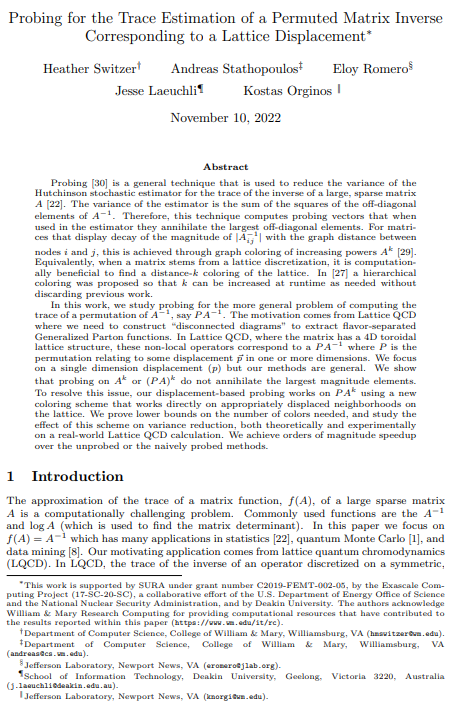 Probing for the Trace Estimation of a Permuted Matrix Inverse
Corresponding to a Lattice Displacement*
Heather Switzer† Andreas Stathopoulos‡ Eloy Romero§
Jesse Laeuchli¶ Kostas Orginos ‖
November 10, 2022
Abstract
Probing [30] is a general technique that is used to reduce the variance of the
Hutchinson stochastic estimator for the trace of the inverse of a large, sparse matrix
A [22]. The variance of the estimator is the sum of the squares of the off-diagonal
elements of A⁻¹. Therefore, this technique computes probing vectors that when
used in the estimator they annihilate the largest off-diagonal elements. For matri-
ces that display decay of the magnitude of |A⁻¹ᵢⱼ| with the graph distance between
nodes i and j, this is achieved through graph coloring of increasing powers Aᵏ [29].
Equivalently, when a matrix stems from a lattice discretization, it is computation-
ally beneficial to find a distance-k coloring of the lattice. In [27] a hierarchical
coloring was proposed so that k can be increased at runtime as needed without
discarding previous work.
In this work, we study probing for the more general problem of computing the
trace of a permutation of A⁻¹, say PA⁻¹. The motivation comes from Lattice QCD
where we need to construct “disconnected diagrams” to extract flavor-separated
Generalized Parton functions. In Lattice QCD, where the matrix has a 4D toroidal
lattice structure, these non-local operators correspond to a PA⁻¹ where P is the
permutation relating to some displacement p⃗ in one or more dimensions. We focus
on a single dimension displacement (p) but our methods are general. We show
that probing on Aᵏ or (PA)ᵏ do not annihilate the largest magnitude elements.
To resolve this issue, our displacement-based probing works on PAᵏ using a new
coloring scheme that works directly on appropriately displaced neighborhoods on
the lattice. We prove lower bounds on the number of colors needed, and study the
effect of this scheme on variance reduction, both theoretically and experimentally
on a real-world Lattice QCD calculation. We achieve orders of magnitude speedup
over the unprobed or the naively probed methods.
1 Introduction
The approximation of the trace of a matrix function, f(A), of a large sparse matrix
A is a computationally challenging problem. Commonly used functions are the A⁻¹
and log A (which is used to find the matrix determinant). In this paper we focus on
f(A) = A⁻¹ which has many applications in statistics [22], quantum Monte Carlo [1], and
data mining [8]. Our motivating application comes from lattice quantum chromodynamics
(LQCD). In LQCD, the trace of the inverse of an operator discretized on a symmetric,
*This work is supported by SURA under grant number C2019-FEMT-002-05, by the Exascale Com-
puting Project (17-SC-20-SC), a collaborative effort of the U.S. Department of Energy Office of Science
and the National Nuclear Security Administration, and by Deakin University. The authors acknowledge
William & Mary Research Computing for providing computational resources that have contributed to
the results reported within this paper (https://www.wm.edu/it/rc).
†Department of Computer Science, College of William & Mary, Williamsburg, VA (hmswitzer@wm.edu).
‡Department of Computer Science, College of William & Mary, Williamsburg, VA
(andreas@cs.wm.edu).
§Jefferson Laboratory, Newport News, VA (eromero@jlab.org).
¶School of Information Technology, Deakin University, Geelong, Victoria 3220, Australia
(j.laeuchli@deakin.edu.au).
‖Jefferson Laboratory, Newport News, VA (knorgi@wm.edu).